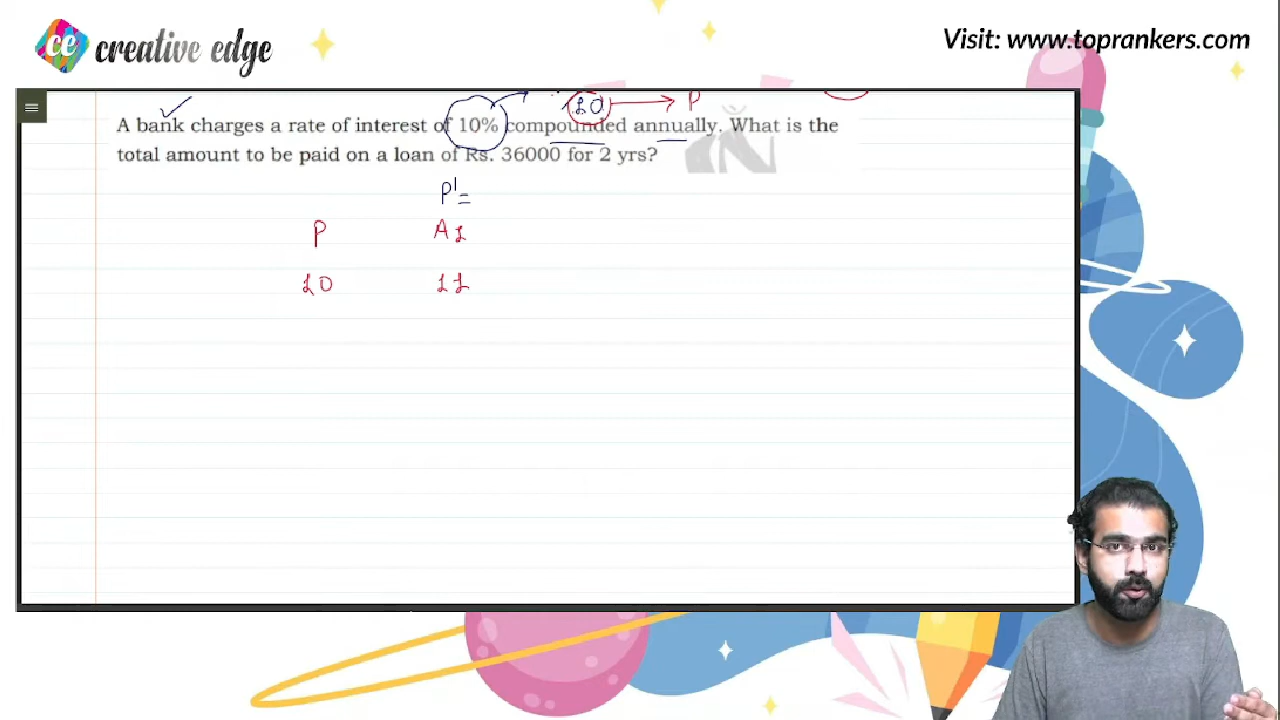 ce creative edge
Visit: www.toprankers.com
10 → P
A bank charges a rate of interest of 10% compounded annually. What is the
total amount to be paid on a loan of Rs. 36000 for 2 yrs?
P' =
P A1
10 11